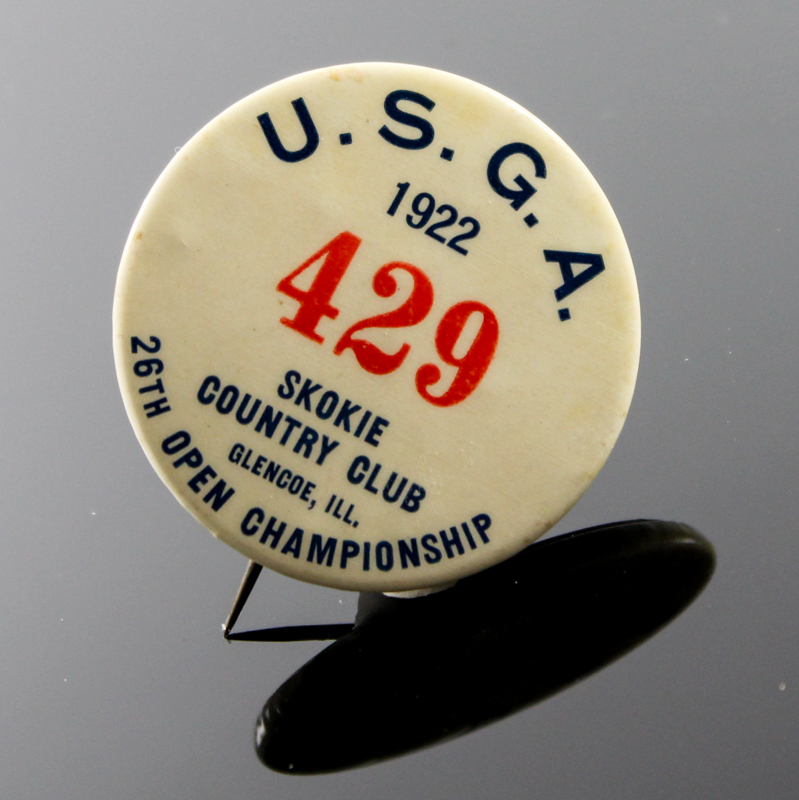 U.S.G.A.
1922
429
SKOKIE
COUNTRY CLUB
GLENCOE, ILL.
26TH OPEN CHAMPIONSHIP